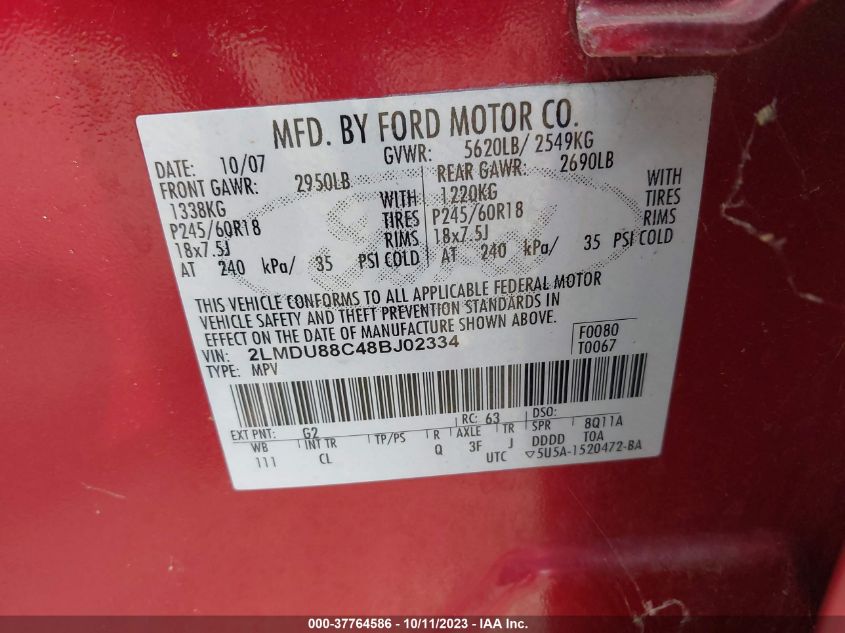 MFD. BY FORD MOTOR CO.
DATE: 10/07 GVWR: 5620LB/ 2549KG
FRONT GAWR: 2950LB REAR GAWR: 2690LB
1338KG WITH 1220KG WITH
P245/60R18 TIRES P245/60R18 TIRES
18x7.5J RIMS 18x7.5J RIMS
AT 240 kPa/ 35 PSI COLD AT 240 kPa/ 35 PSI COLD
THIS VEHICLE CONFORMS TO ALL APPLICABLE FEDERAL MOTOR
VEHICLE SAFETY AND THEFT PREVENTION STANDARDS IN
EFFECT ON THE DATE OF MANUFACTURE SHOWN ABOVE.
VIN: 2LMDU88C48BJ02334 F0080
TYPE: MPV T0067
RC: 63 DSO:
EXT PNT: G2 8Q11A
WB INT TR TP/PS R AXLE TR SPR TOA
111 CL Q 3F J DDDD
UTC ▽5U5A-1520472-BA
000-37764586 - 10/11/2023 - IAA Inc.